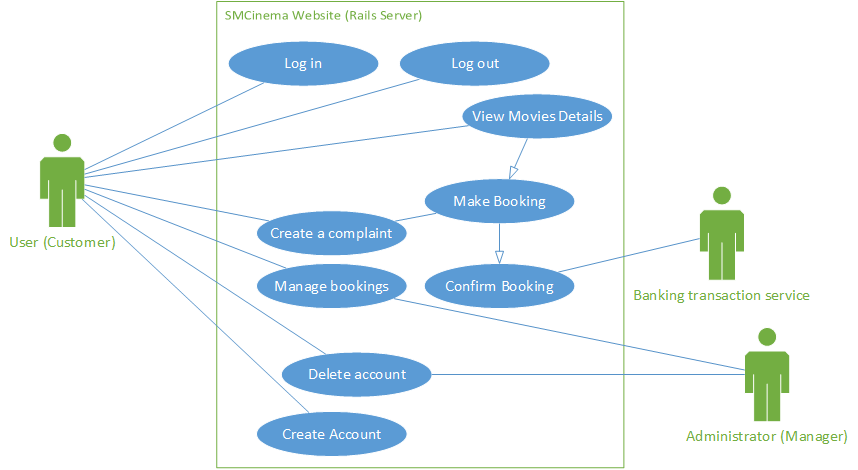 SMCinema Website (Rails Server)
Log in
Log out
View Movies Details
Make Booking
Create a complaint
User (Customer)
Manage bookings
Confirm Booking
Banking transaction service
Delete account
Create Account
Administrator (Manager)